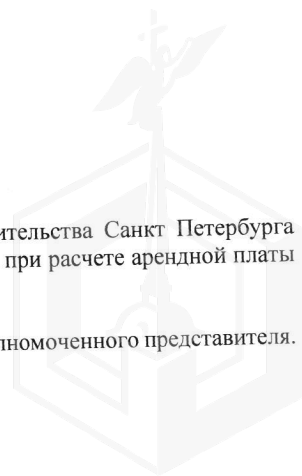 ительства Санкт Петербурга
при расчете арендной платы
лномоченного представителя.